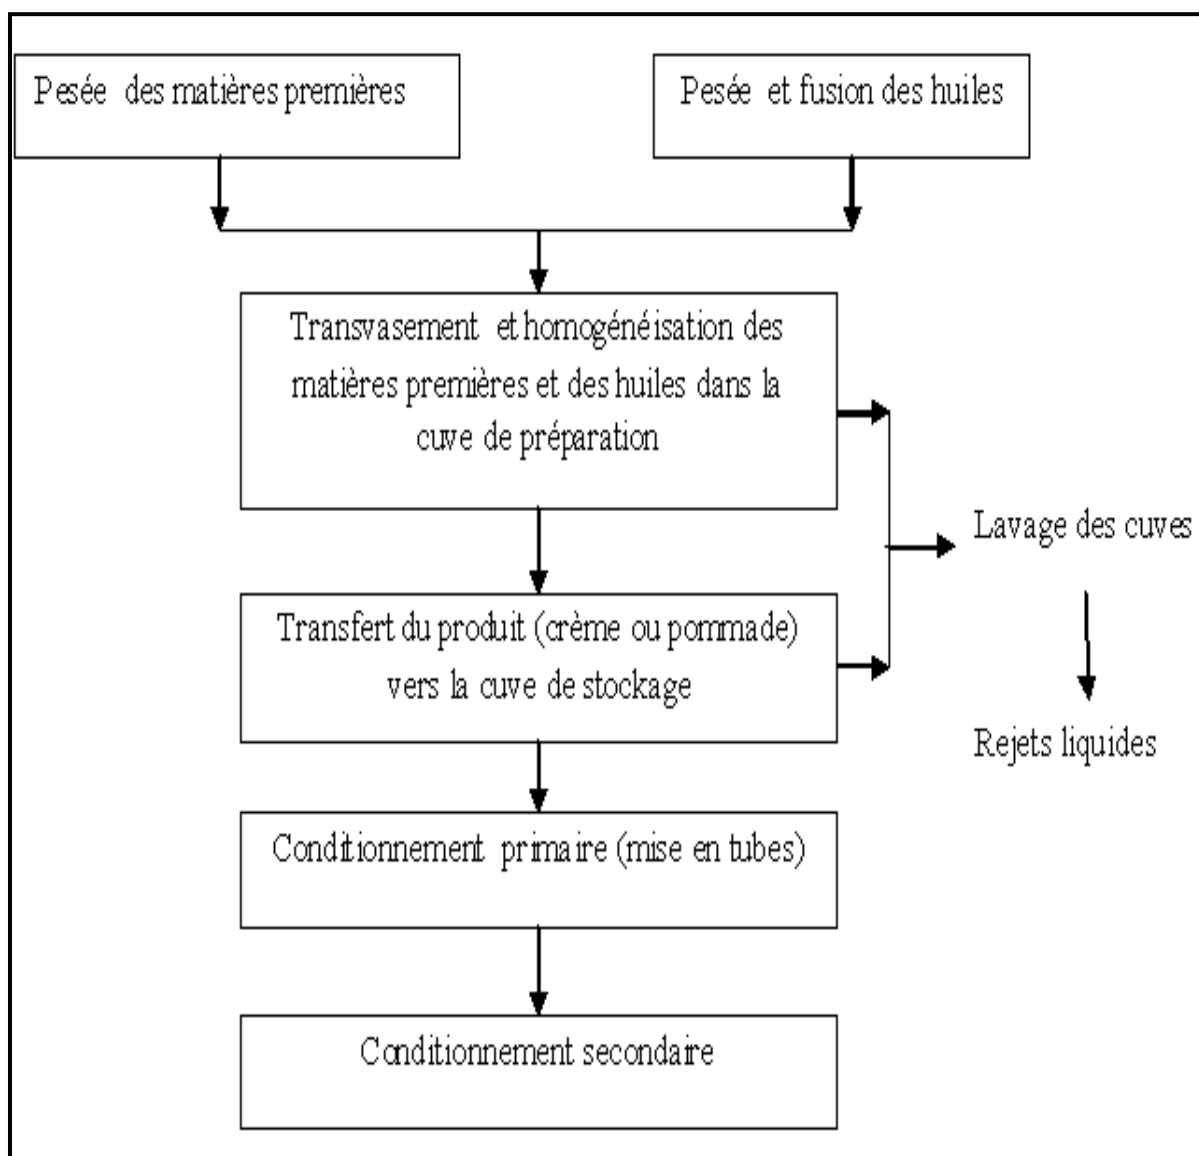 Pesée des matières premières
Pesée et fusion des huiles
Transvasement et homogénéisation des
matières premières et des huiles dans la
cuve de préparation
Lavage des cuves
Transfert du produit (crème ou pommade)
vers la cuve de stockage
Rejets liquides
Conditionnement primaire (mise en tubes)
Conditionnement secondaire